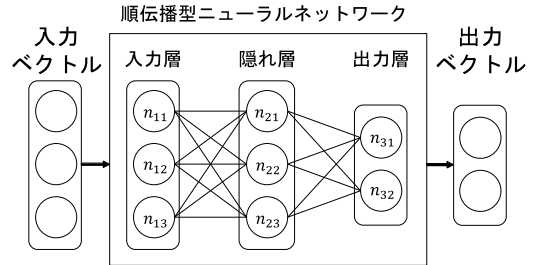 順伝播型ニューラルネットワーク
入力
ベクトル
入力層
隠れ層
出力層
出力
ベクトル
n11
n12
n13
n21
n22
n23
n31
n32